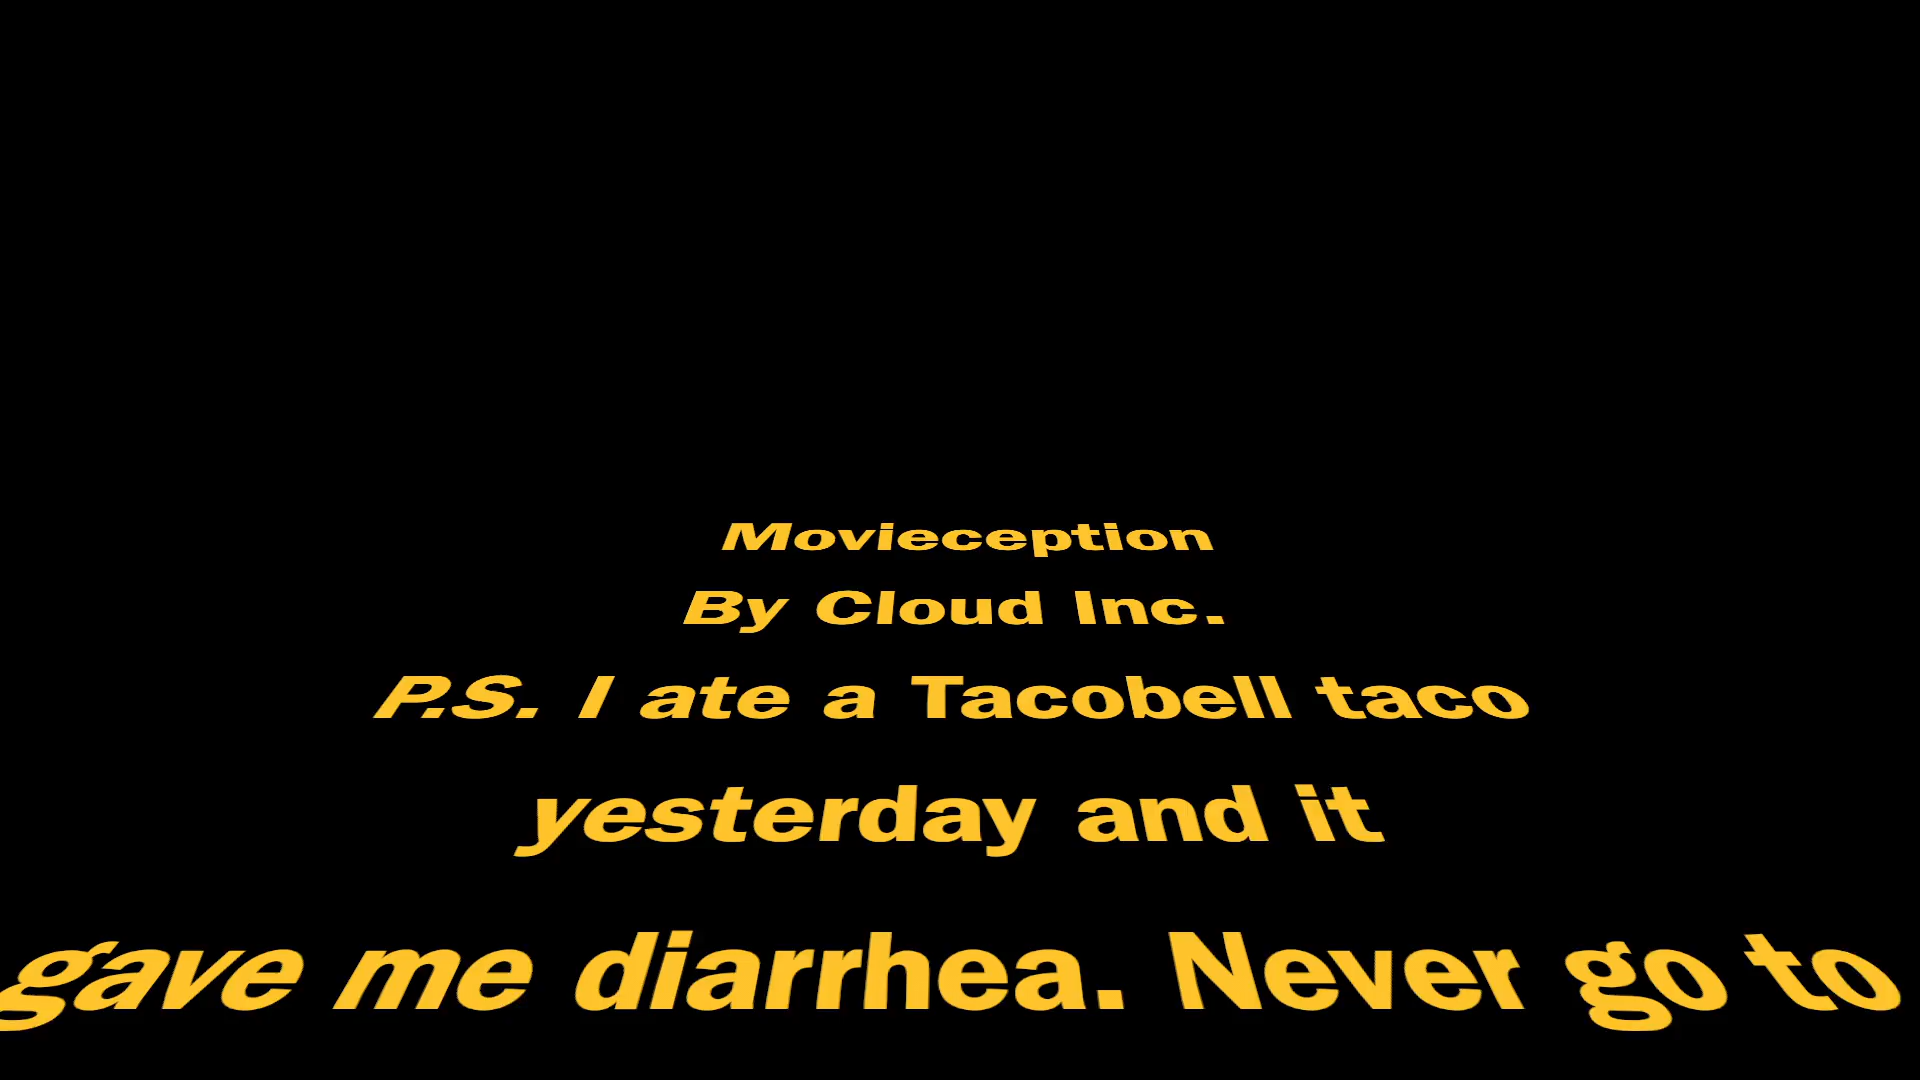 Movieception
By Cloud Inc.
P.S. I ate a Tacobell taco
yesterday and it
gave me diarrhea. Never go to